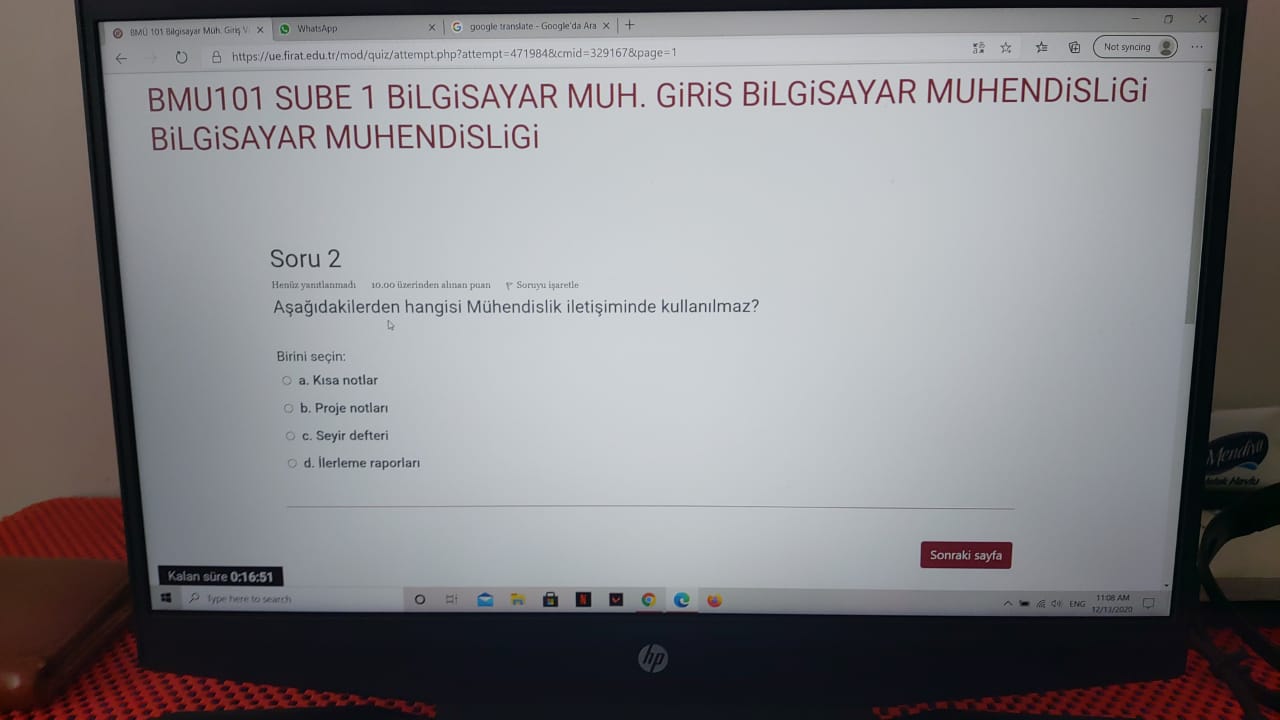 BMÜ 101 Bilgisayar Müh. Giriş V
WhatsApp
google translate - Google'da Ara
https://ue.firat.edu.tr/mod/quiz/attempt.php?attempt=471984&cmid=329167&page=1
Not syncing
BMU101 SUBE 1 BiLGiSAYAR MUH. GiRiS BiLGiSAYAR MUHENDiSLiGi
BiLGiSAYAR MUHENDiSLiGi
Soru 2
Henüz yanıtlanmadı 10.00 üzerinden alınan puan Soruyu işaretle
Aşağıdakilerden hangisi Mühendislik iletişiminde kullanılmaz?
Birini seçin:
a. Kısa notlar
b. Proje notları
c. Seyir defteri
d. İlerleme raporları
Sonraki sayfa
Kalan süre 0:16:51
Type here to search
ENG
11:08 AM
12/13/2020
hp
Mendiva